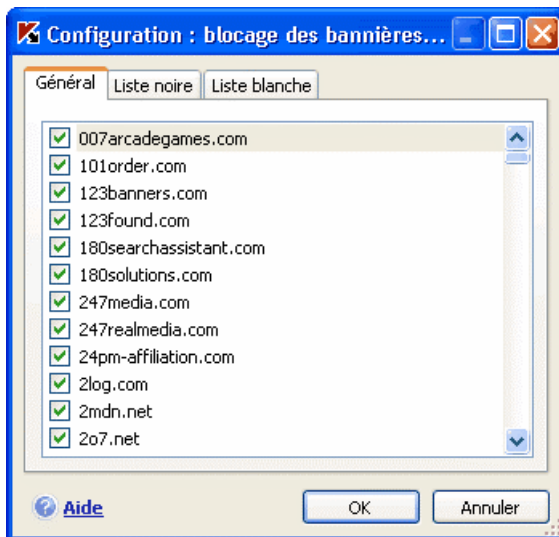 Configuration : blocage des bannières...
Général Liste noire Liste blanche
007arcadegames.com
101order.com
123banners.com
123found.com
180searchassistant.com
180solutions.com
247media.com
247realmedia.com
24pm-affiliation.com
2log.com
2mdn.net
2o7.net
Aide OK Annuler